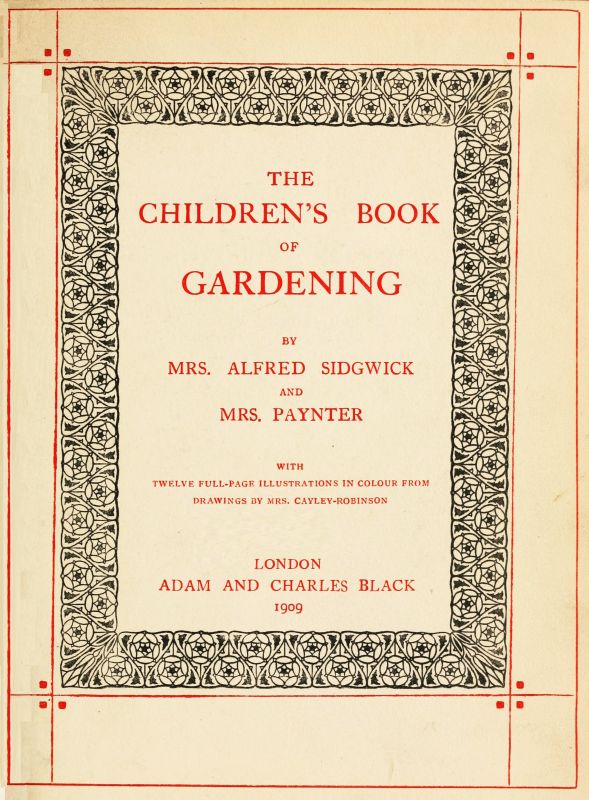 THE
CHILDREN'S BOOK
OF
GARDENING
BY
MRS. ALFRED SIDGWICK
AND
MRS. PAYNTER
WITH
TWELVE FULL-PAGE ILLUSTRATIONS IN COLOUR FROM
DRAWINGS BY MRS. CAYLEY-ROBINSON
LONDON
ADAM AND CHARLES BLACK
1909